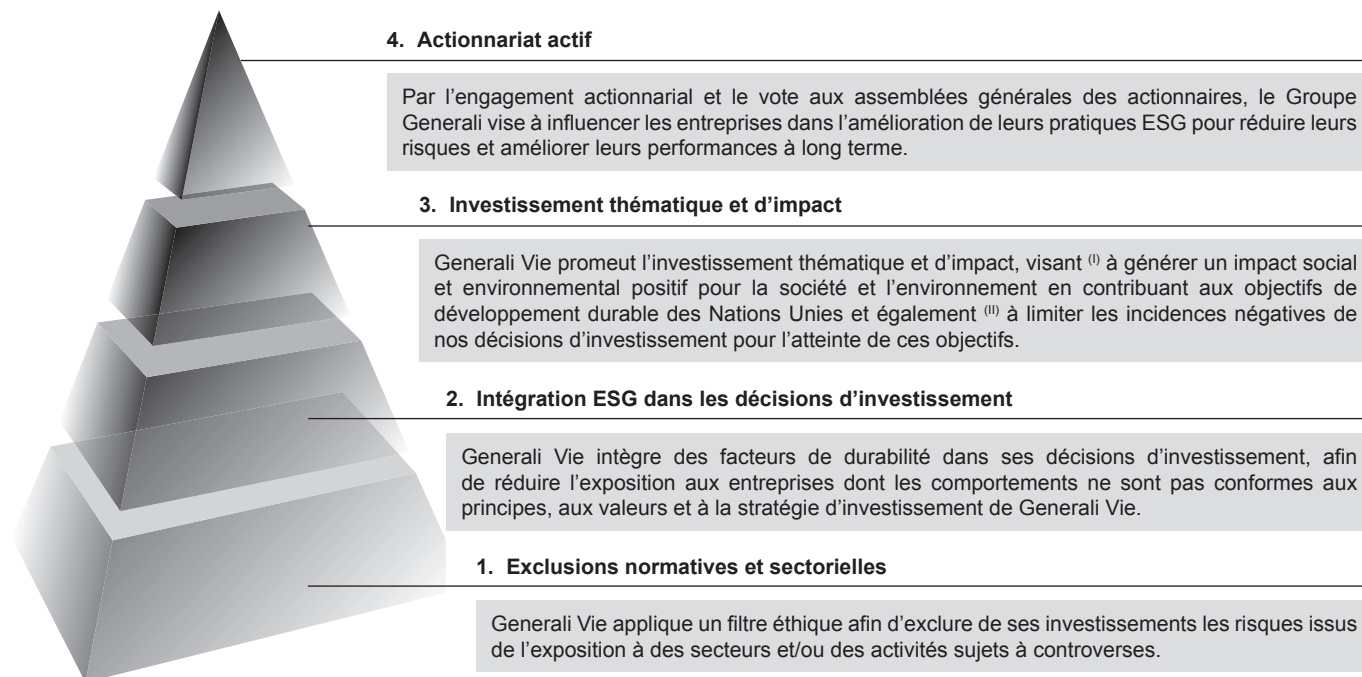 4. Actionnariat actif
Par l’engagement actionnarial et le vote aux assemblées générales des actionnaires, le Groupe
Generali vise à influencer les entreprises dans l’amélioration de leurs pratiques ESG pour réduire leurs
risques et améliorer leurs performances à long terme.
3. Investissement thématique et d’impact
Generali Vie promeut l’investissement thématique et d’impact, visant (I) à générer un impact social
et environnemental positif pour la société et l’environnement en contribuant aux objectifs de
développement durable des Nations Unies et également (II) à limiter les incidences négatives de
nos décisions d’investissement pour l’atteinte de ces objectifs.
2. Intégration ESG dans les décisions d’investissement
Generali Vie intègre des facteurs de durabilité dans ses décisions d’investissement, afin
de réduire l’exposition aux entreprises dont les comportements ne sont pas conformes aux
principes, aux valeurs et à la stratégie d’investissement de Generali Vie.
1. Exclusions normatives et sectorielles
Generali Vie applique un filtre éthique afin d’exclure de ses investissements les risques issus
de l’exposition à des secteurs et/ou des activités sujets à controverses.